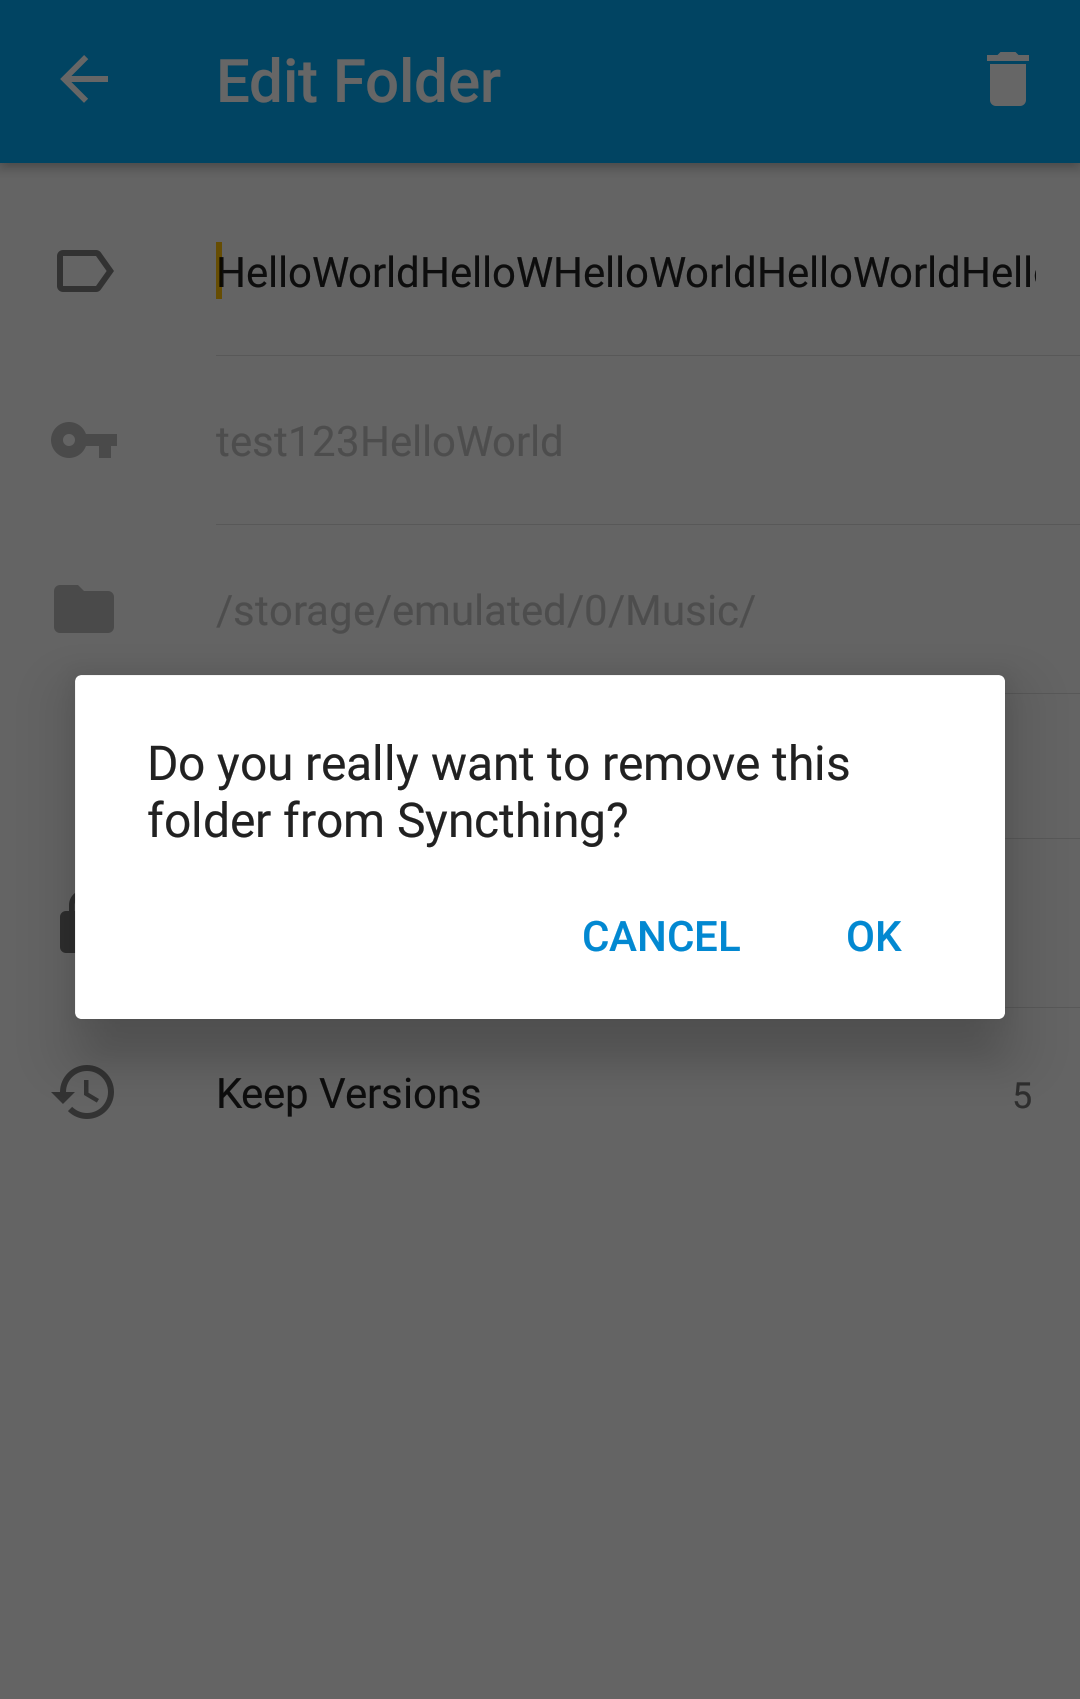 Edit Folder
HelloWorldHelloWHelloWorldHelloWorldHell
test123HelloWorld
/storage/emulated/0/Music/
Do you really want to remove this
folder from Syncthing?
CANCEL OK
Keep Versions 5